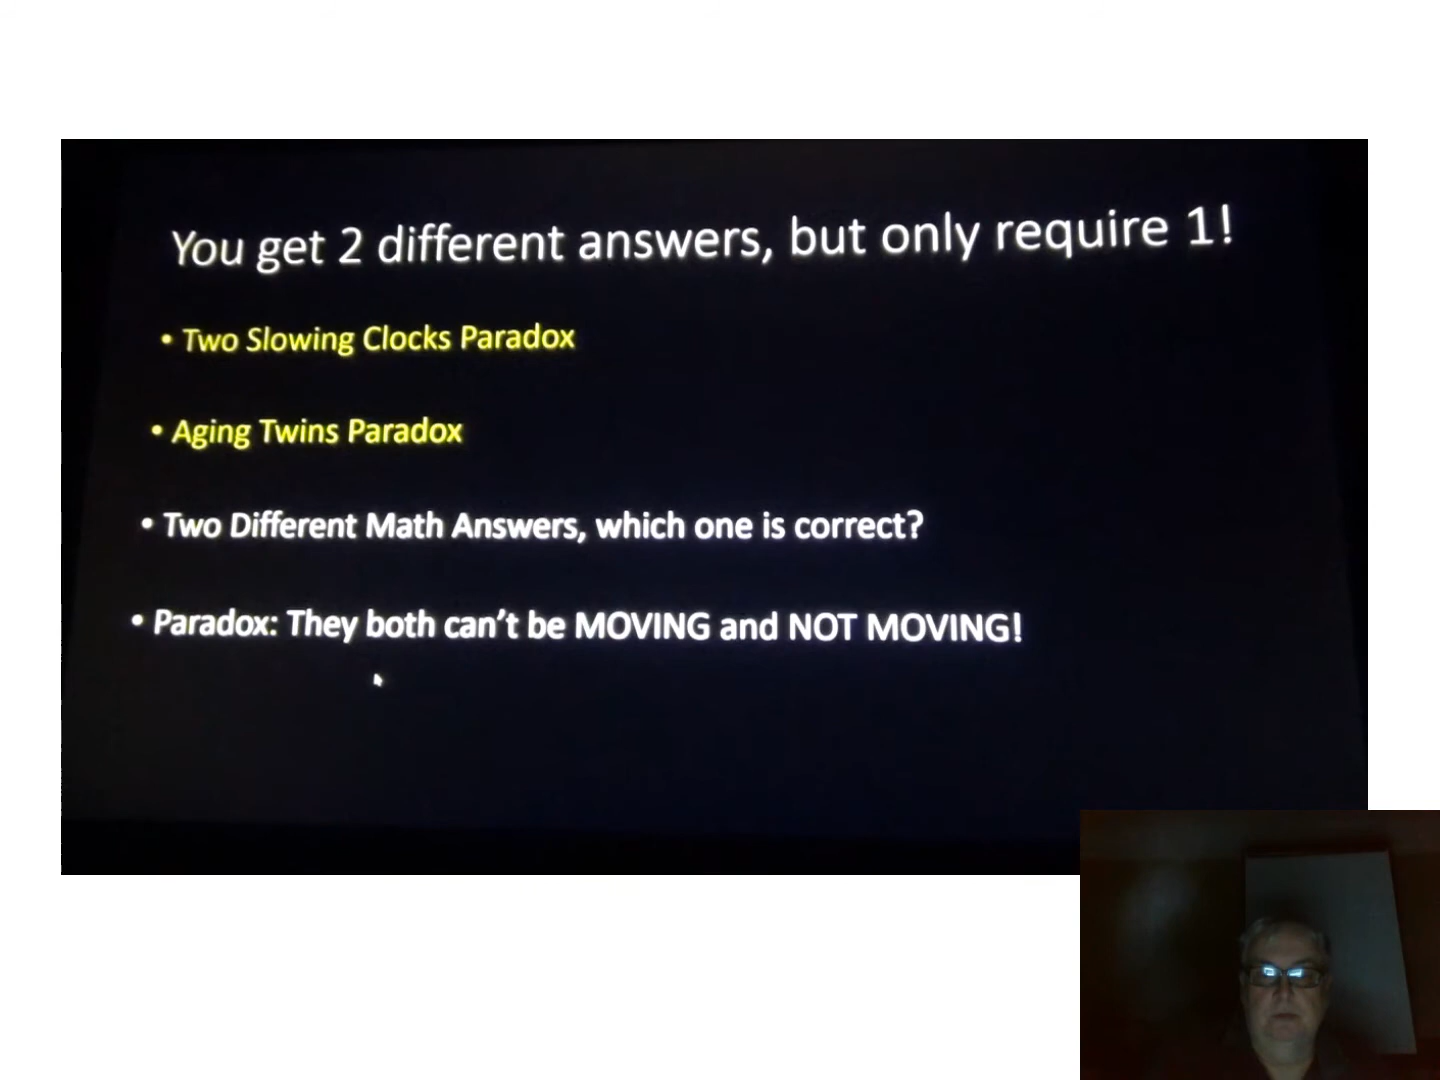 You get 2 different answers, but only require 1!
• Two Slowing Clocks Paradox
• Aging Twins Paradox
• Two Different Math Answers, which one is correct?
• Paradox: They both can't be MOVING and NOT MOVING!